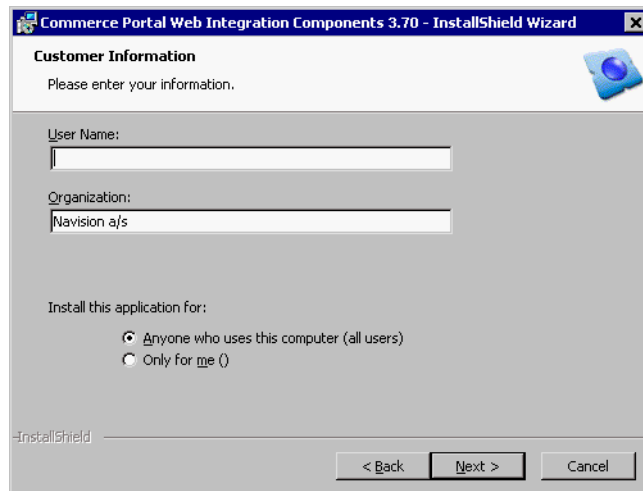 Commerce Portal Web Integration Components 3.70 - InstallShield Wizard
Customer Information
Please enter your information.
User Name:
Organization:
Navision a/s
Install this application for:
Anyone who uses this computer (all users)
Only for me ()
InstallShield
< Back Next > Cancel